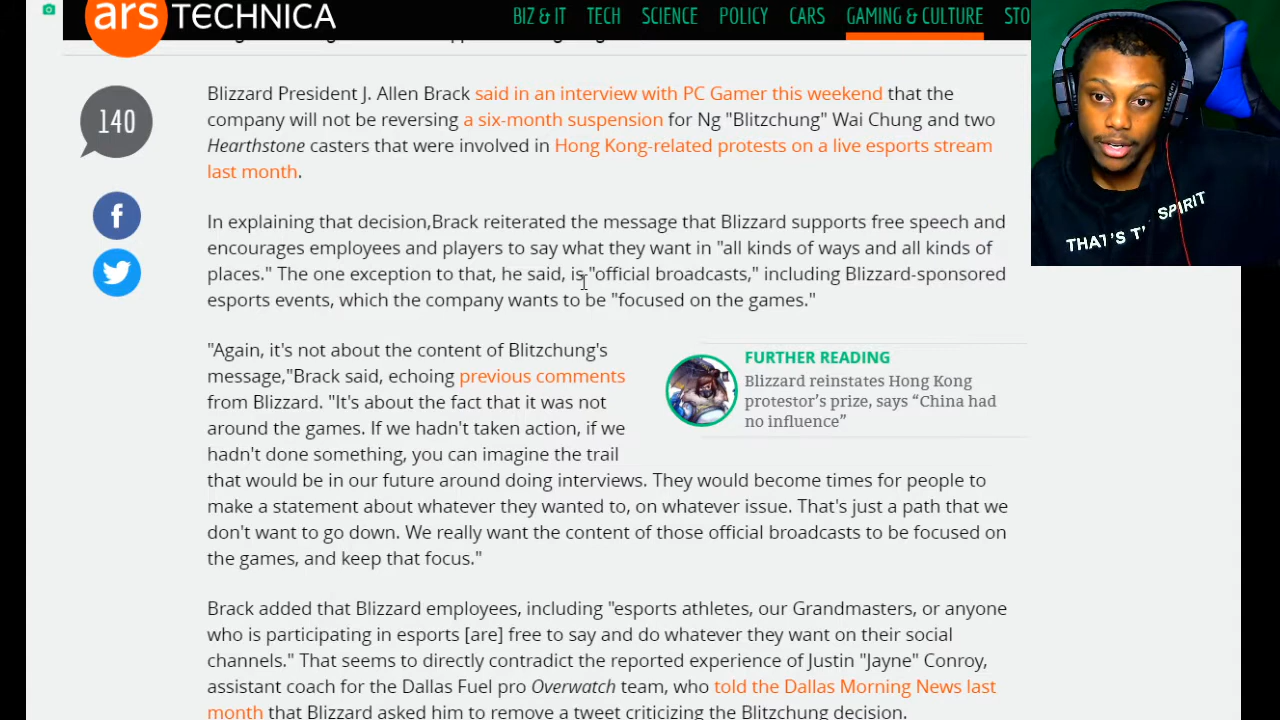 ars TECHNICA
BIZ & IT TECH SCIENCE POLICY CARS GAMING & CULTURE STO
140
Blizzard President J. Allen Brack said in an interview with PC Gamer this weekend that the
company will not be reversing a six-month suspension for Ng "Blitzchung" Wai Chung and two
Hearthstone casters that were involved in Hong Kong-related protests on a live esports stream
last month.
In explaining that decision,Brack reiterated the message that Blizzard supports free speech and
encourages employees and players to say what they want in "all kinds of ways and all kinds of
places." The one exception to that, he said, is "official broadcasts," including Blizzard-sponsored
esports events, which the company wants to be "focused on the games."
"Again, it's not about the content of Blitzchung's
message,"Brack said, echoing previous comments
from Blizzard. "It's about the fact that it was not
around the games. If we hadn't taken action, if we
hadn't done something, you can imagine the trail
that would be in our future around doing interviews. They would become times for people to
make a statement about whatever they wanted to, on whatever issue. That's just a path that we
don't want to go down. We really want the content of those official broadcasts to be focused on
the games, and keep that focus."
FURTHER READING
Blizzard reinstates Hong Kong
protestor's prize, says "China had
no influence"
Brack added that Blizzard employees, including "esports athletes, our Grandmasters, or anyone
who is participating in esports [are] free to say and do whatever they want on their social
channels." That seems to directly contradict the reported experience of Justin "Jayne" Conroy,
assistant coach for the Dallas Fuel pro Overwatch team, who told the Dallas Morning News last
month that Blizzard asked him to remove a tweet criticizing the Blitzchung decision.
THAT'S T' SPIRIT